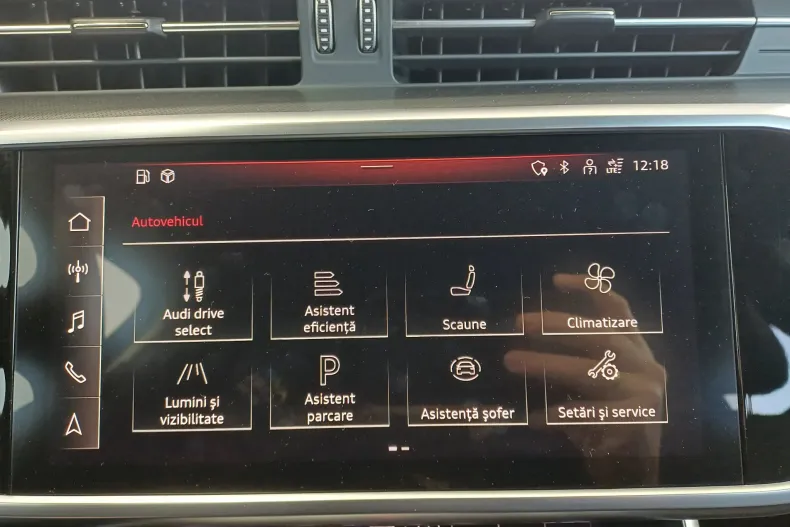 12:18
Autovehicul
Audi drive
select
Asistent
eficiență
Scaune
Climatizare
Lumini și
vizibilitate
P
Asistent
parcare
Asistență șofer
Setări și service